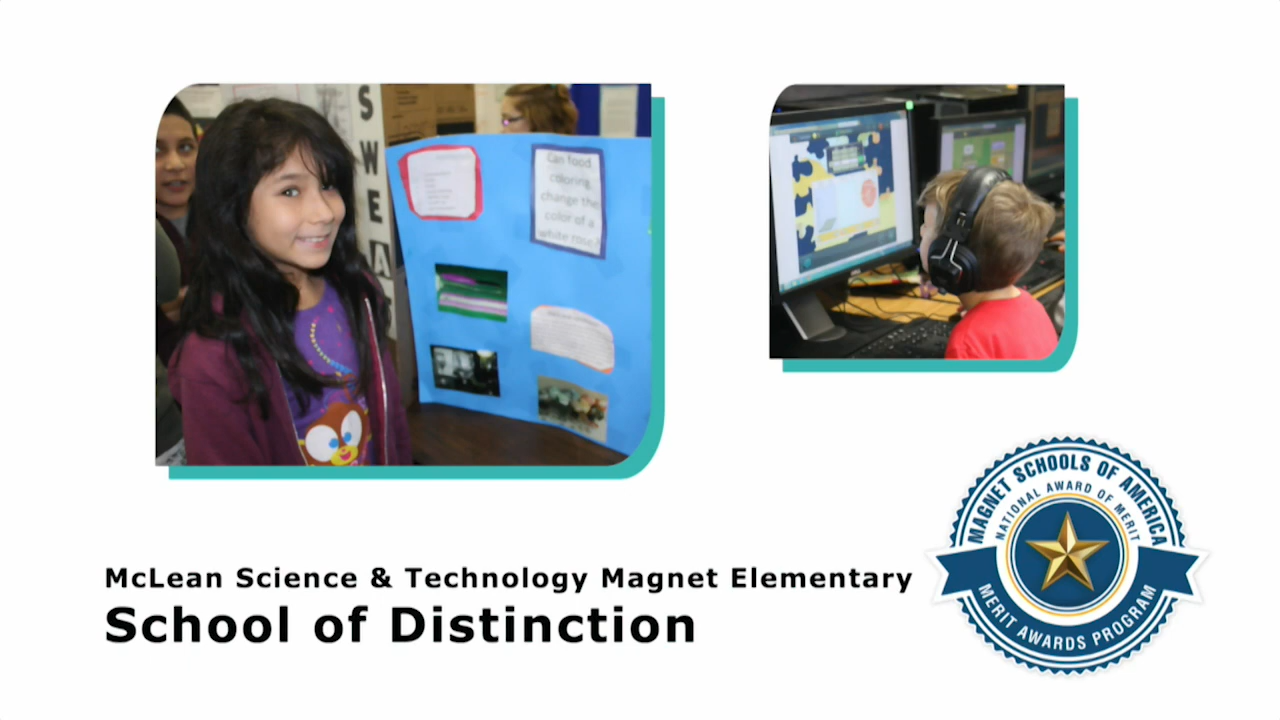 SWEA
Can food
coloring
change the
color of a
white rose?
McLean Science & Technology Magnet Elementary
School of Distinction
MAGNET SCHOOLS OF AMERICA
NATIONAL AWARD OF MERIT
MERIT AWARDS PROGRAM